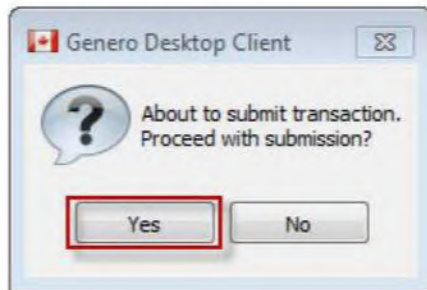 Genero Desktop Client
About to submit transaction.
Proceed with submission?
Yes No